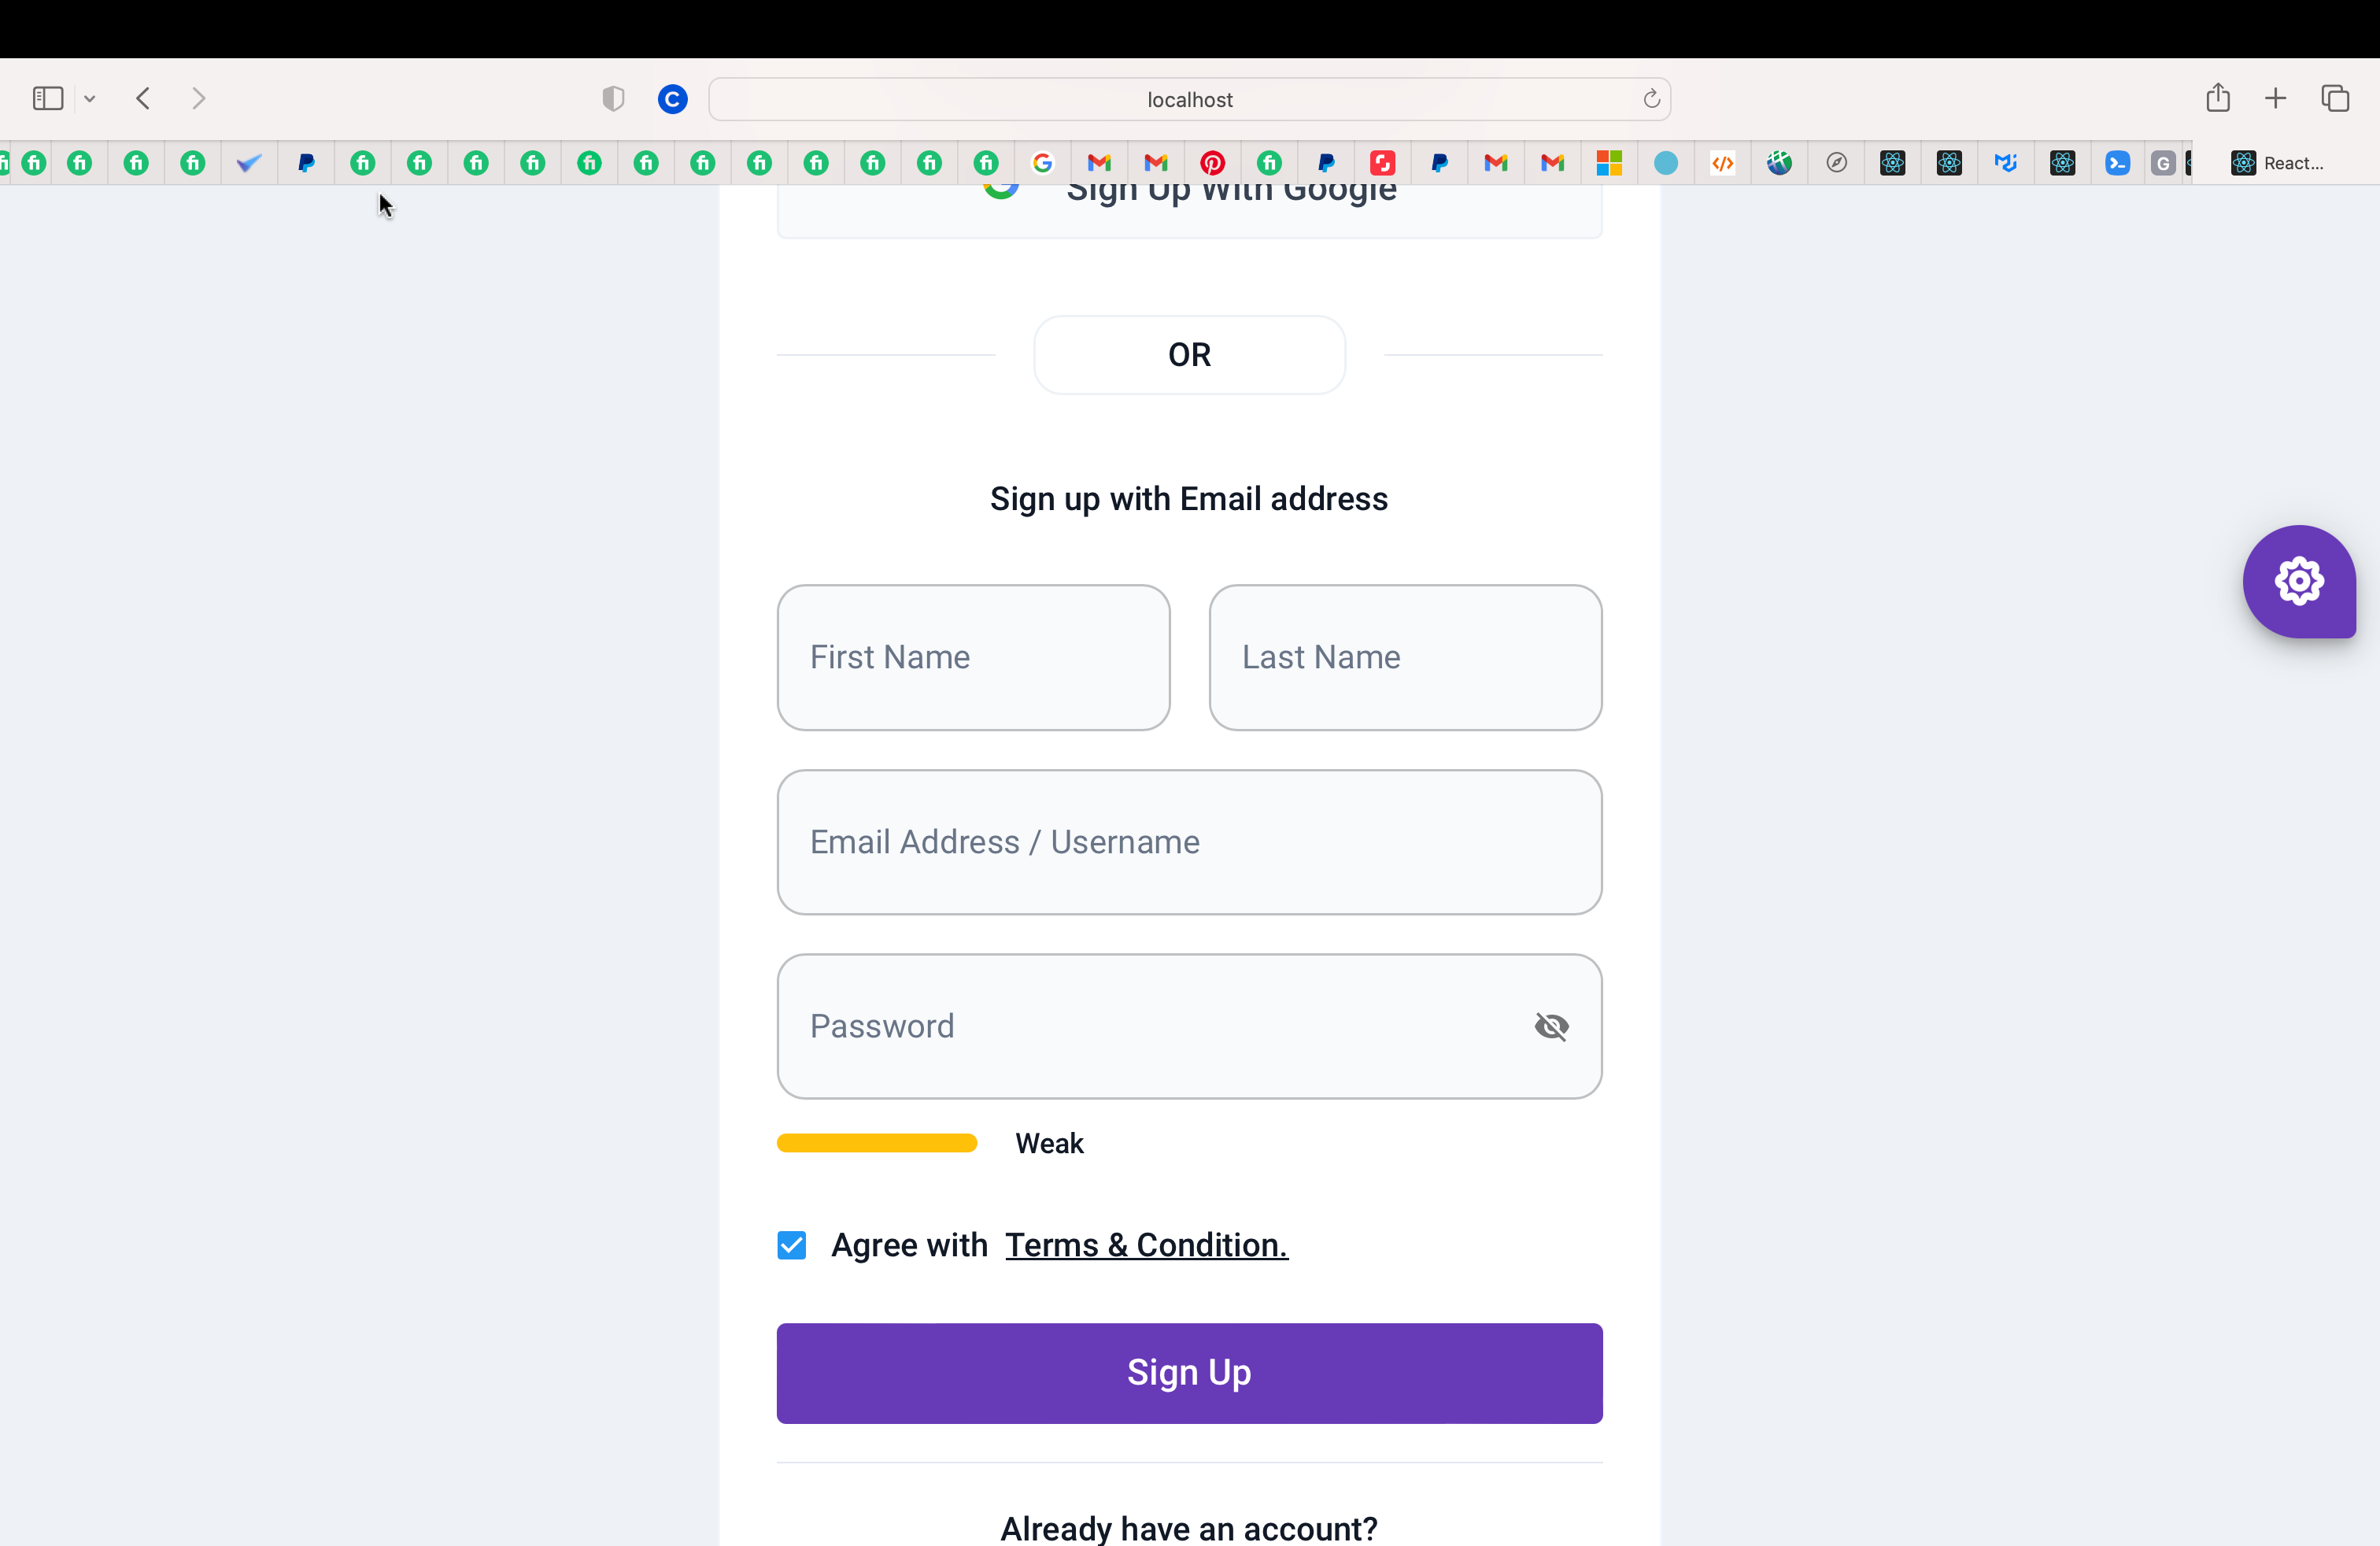 localhost
React...
Sign Up With Google
OR
Sign up with Email address
First Name
Last Name
Email Address / Username
Password
Weak
Agree with Terms & Condition.
Sign Up
Already have an account?